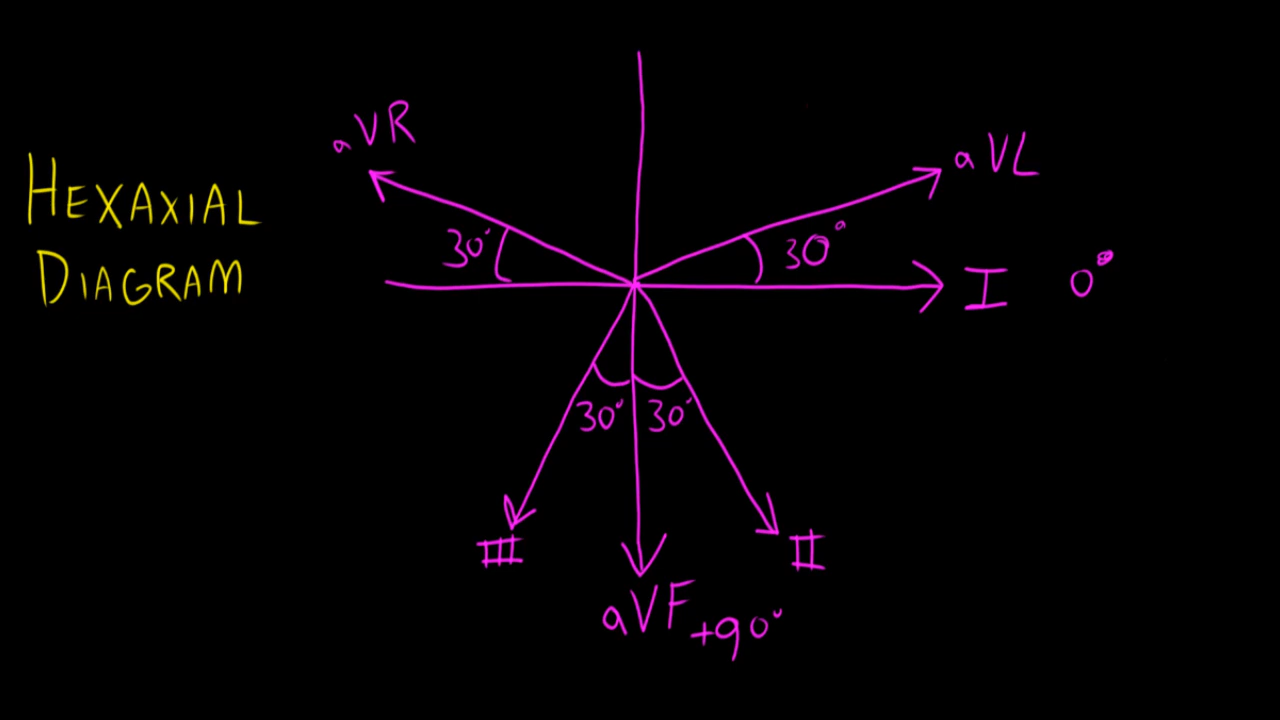 HEXAXIAL
DIAGRAM
aVR
aVL
30°
30°
I 0°
30° 30°
III
II
aVF +90°